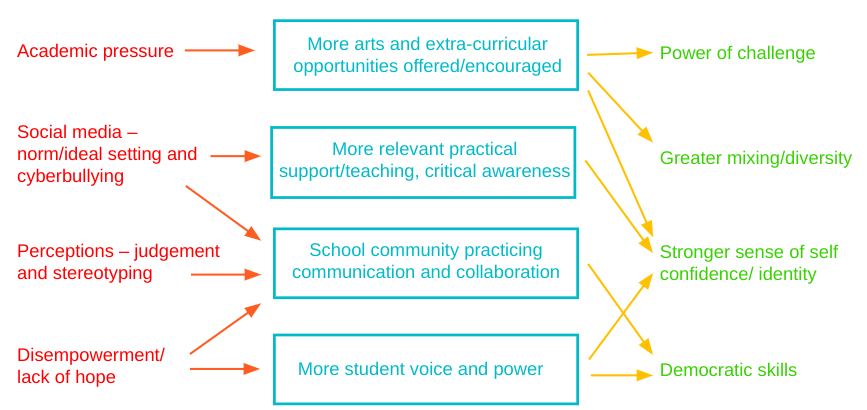 Academic pressure
Social media –
norm/ideal setting and
cyberbullying
Perceptions – judgement
and stereotyping
Disempowerment/
lack of hope
More arts and extra-curricular
opportunities offered/encouraged
More relevant practical
support/teaching, critical awareness
School community practicing
communication and collaboration
More student voice and power
Power of challenge
Greater mixing/diversity
Stronger sense of self
confidence/ identity
Democratic skills